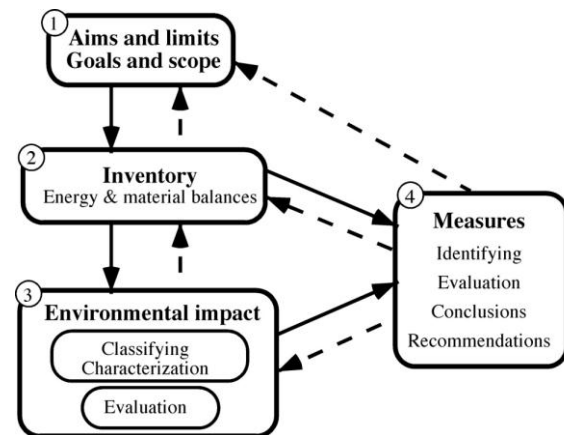 1
Aims and limits
Goals and scope
2
Inventory
Energy & material balances
3
Environmental impact
Classifying
Characterization
Evaluation
4
Measures
Identifying
Evaluation
Conclusions
Recommendations